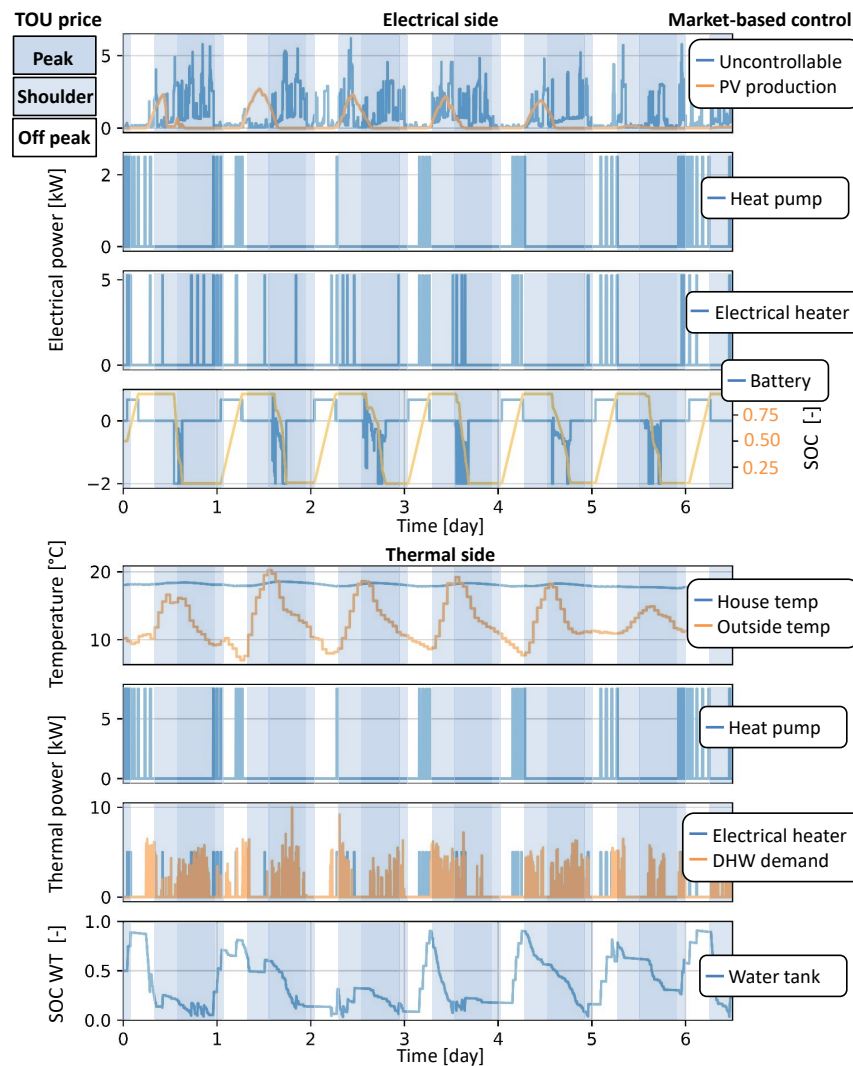 TOU price
Electrical side
Market-based control
Peak
Shoulder
Off peak
Uncontrollable
PV production
5
0
Electrical power [kW]
Heat pump
2
0
Electrical heater
5
0
Battery
0
−2
0.75
0.50
0.25
SOC [-]
0 1 2 3 4 5 6
Time [day]
Thermal side
Temperature [°C]
20
10
House temp
Outside temp
Thermal power [kW]
5
0
Heat pump
10
0
Electrical heater
DHW demand
SOC WT [-]
1.0
0.5
0.0
Water tank
0 1 2 3 4 5 6
Time [day]